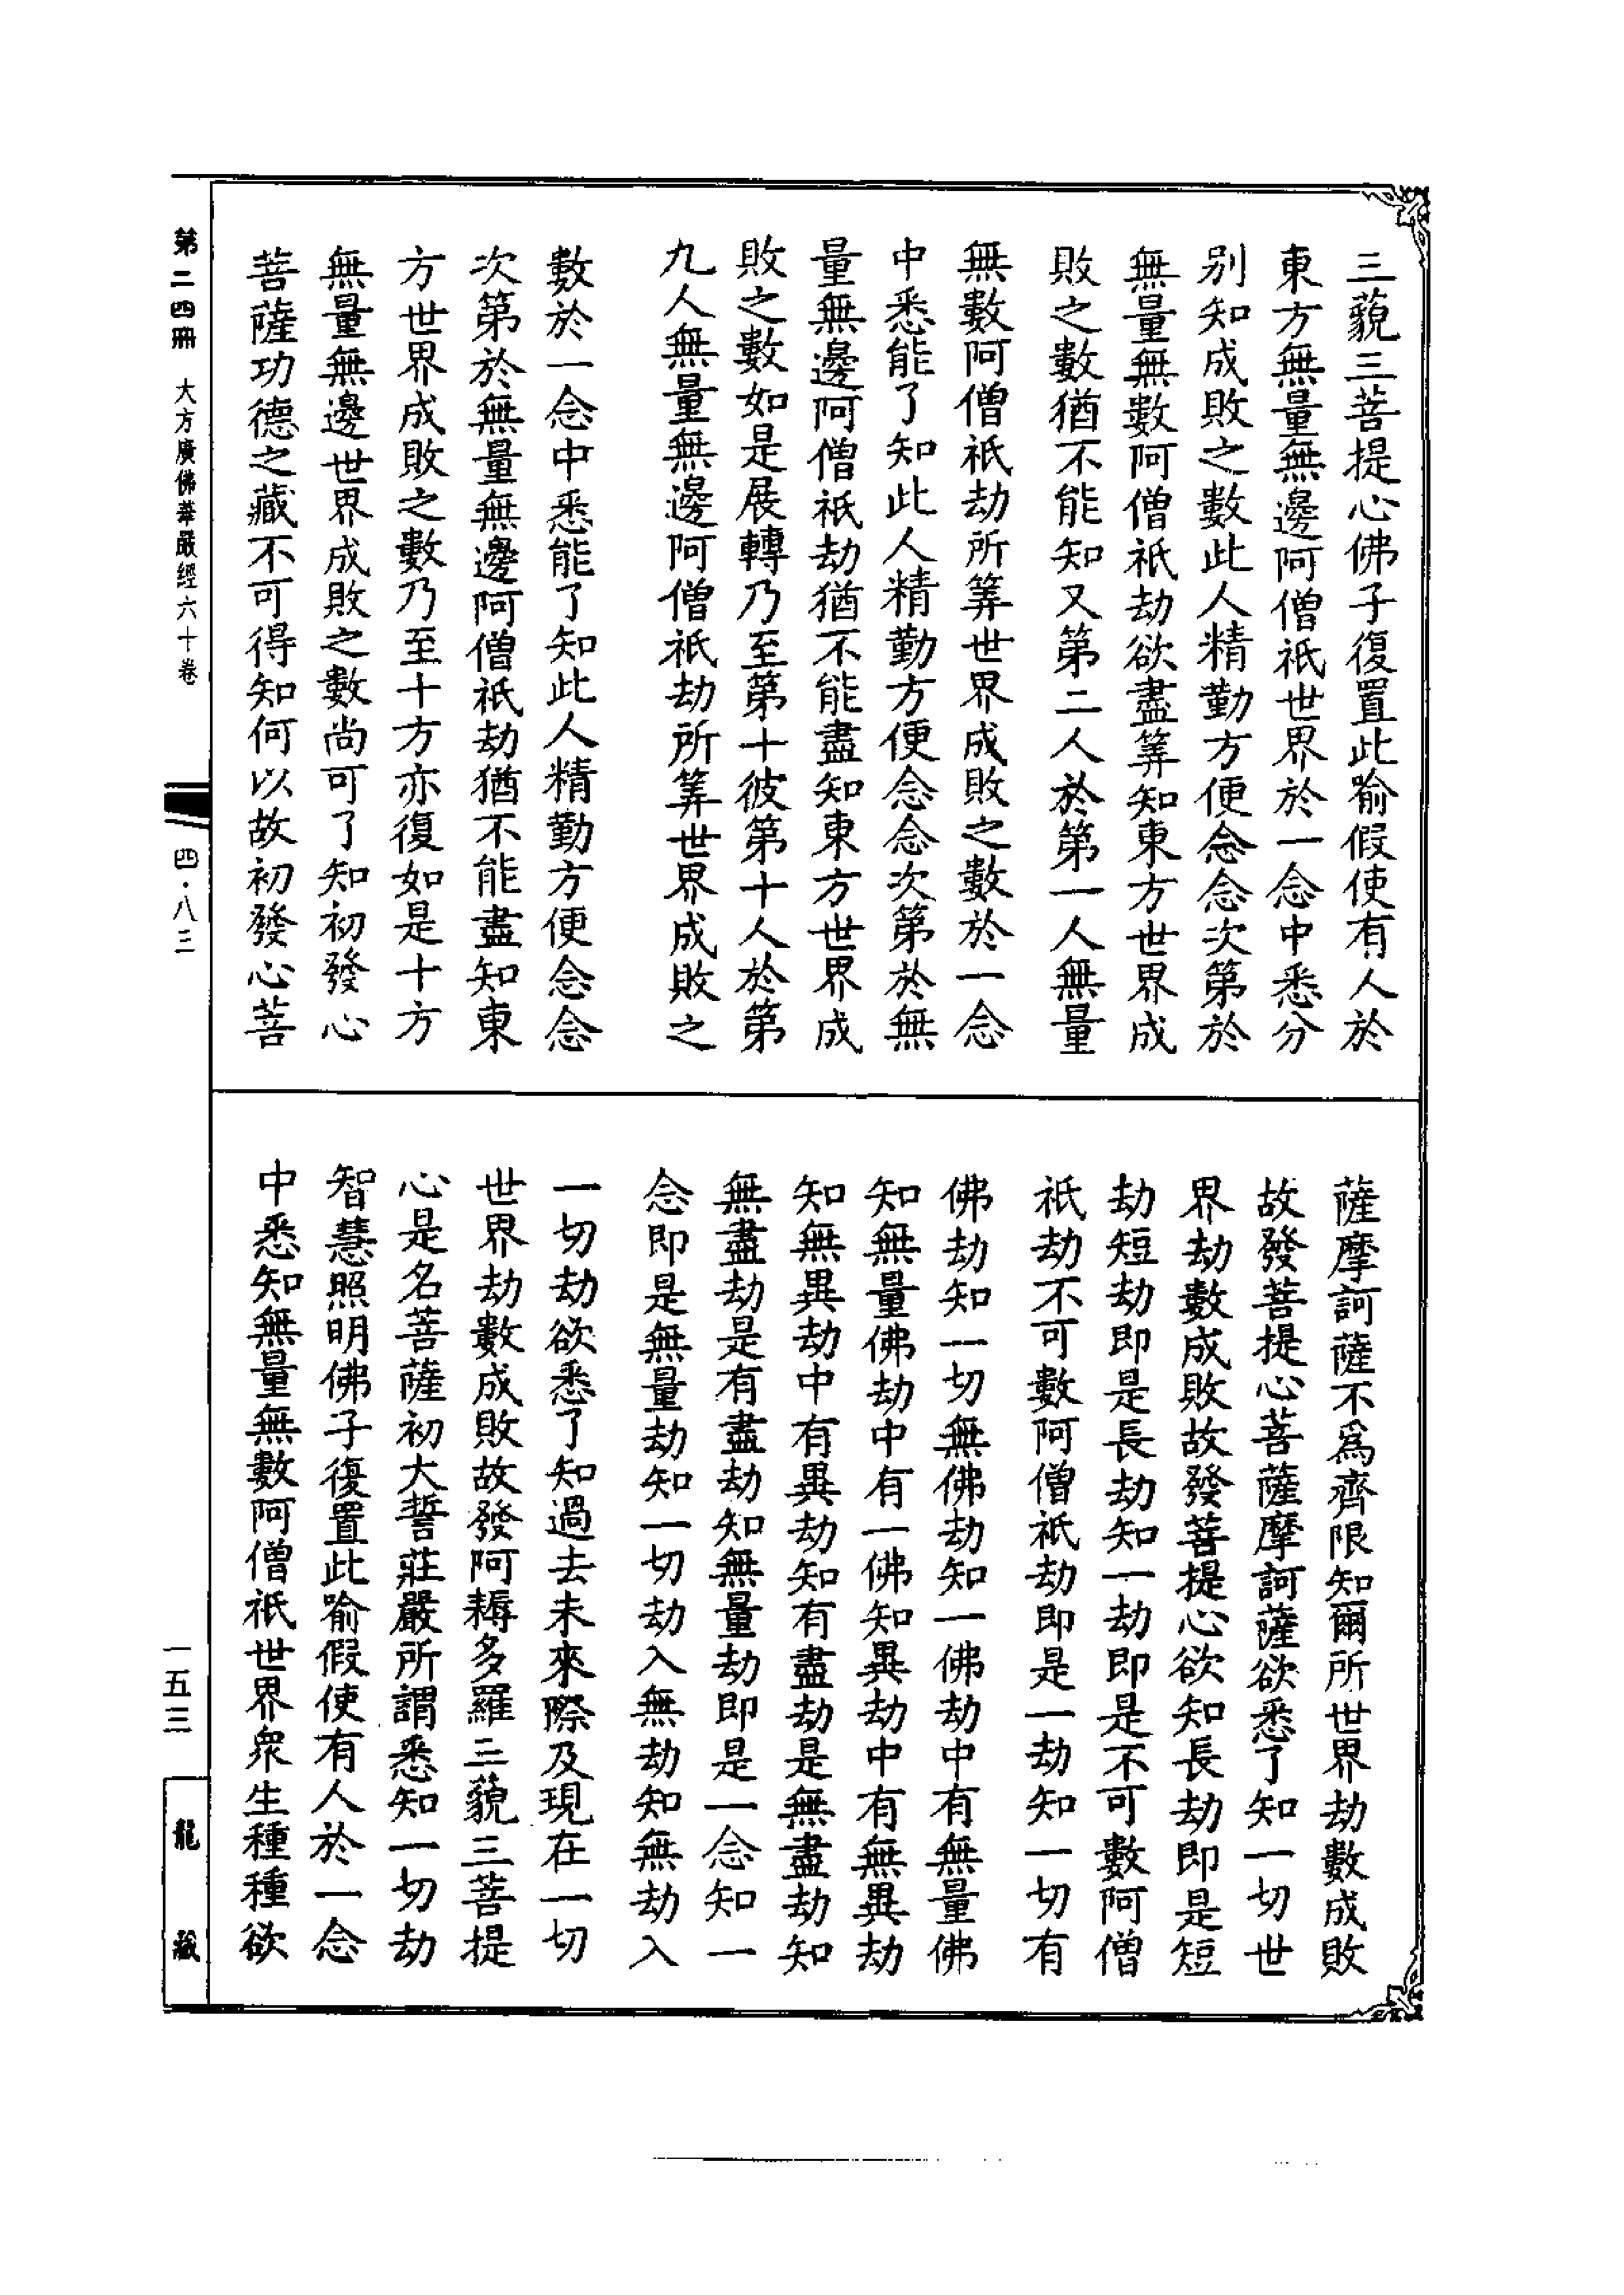 三藐三菩提心佛子復置此喻假使有人於
東方無量無邊阿僧祇世界於一念中悉分
别知成敗之數此人精勤方便念念次第於
無量無數阿僧祇劫欲盡筭知東方世界成
敗之數猶不能知又第二人於第一人無量
無數阿僧祇劫所筭世界成敗之數於一念
中悉能了知此人精勤方便念念次第於無
量無邊阿僧祇劫猶不能盡知東方世界成
敗之數如是展轉乃至第十彼第十人於第
九人無量無邊阿僧祇劫所筭世界成敗之
數於一念中悉能了知此人精勤方便念念
次第於無量無邊阿僧祇劫猶不能盡知東
方世界成敗之數乃至十方亦復如是十方
無量無邊世界成敗之數尚可了知初發心
菩薩功德之藏不可得知何以故初發心菩
薩摩訶薩不爲齊限知爾所世界劫數成敗
故發菩提心菩薩摩訶薩欲悉了知一切世
界劫數成敗故發菩提心欲知長劫即是短
劫短劫即是長劫知一劫即是不可數阿僧
祇劫不可數阿僧祇劫即是一劫知一切有
佛劫知一切無佛劫知一佛劫中有無量佛
知無量佛劫中有一佛知異劫中有無異劫
知無異劫中有異劫知有盡劫是無盡劫知
無盡劫是有盡劫知無量劫即是一念知一
念即是無量劫知一切劫入無劫知無劫入
一切劫欲悉了知過去未來際及現在一切
世界劫數成敗故發阿耨多羅三藐三菩提
心是名菩薩初大誓莊嚴所謂悉知一切劫
智慧照明佛子復置此喻假使有人於一念
中悉知無量無數阿僧祇世界衆生種種欲
第二四冊 大方廣佛華嚴經六十卷
四·八三
一五三
龍藏